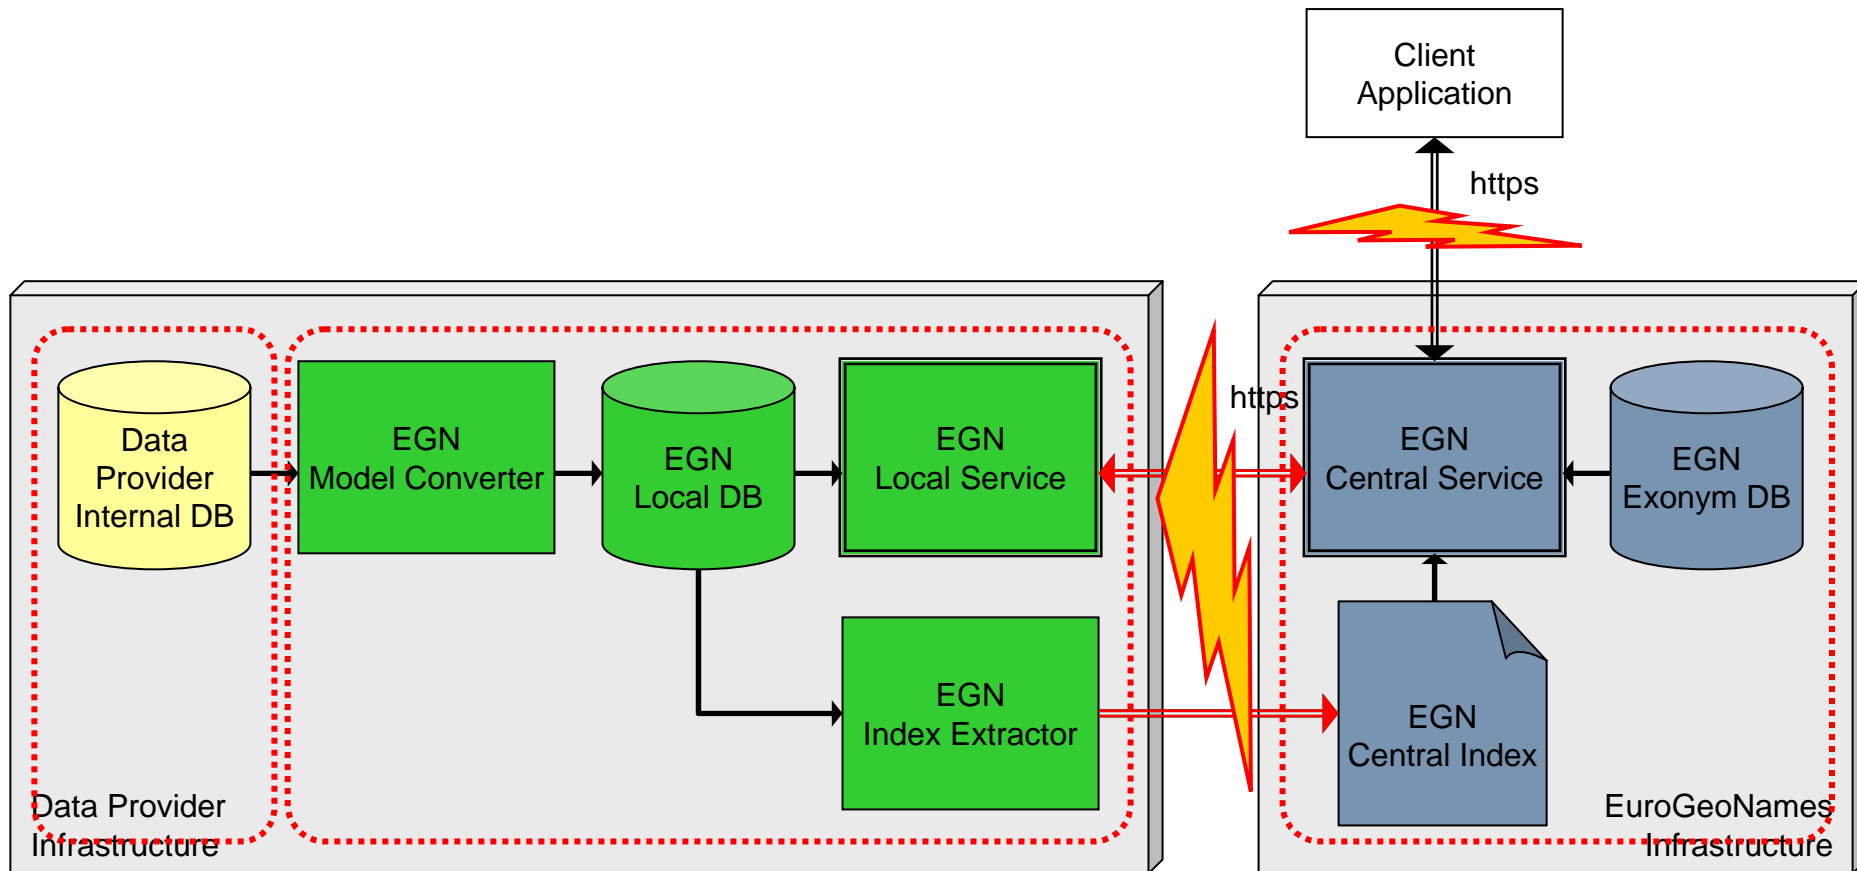 Client
Application
https
Data
Provider
Internal DB
EGN
Model Converter
EGN
Local DB
EGN
Local Service
https
EGN
Central Service
EGN
Exonym DB
EGN
Index Extractor
EGN
Central Index
Data Provider
Infrastructure
EuroGeoNames
Infrastructure